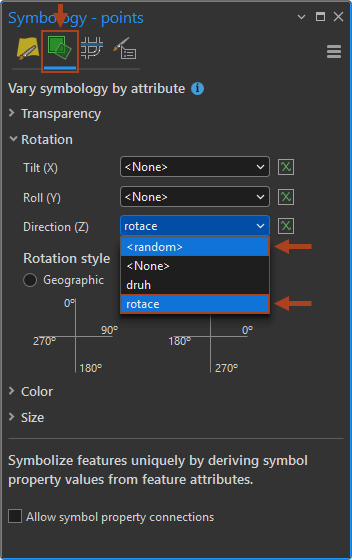 Symbology - points
Vary symbology by attribute
Transparency
Rotation
Tilt (X) <None>
Roll (Y) <None>
Direction (Z) rotace
<random>
<None>
druh
rotace
Rotation style
Geographic
0° 90° 0°
270° 180°
180° 270°
Color
Size
Symbolize features uniquely by deriving symbol
property values from feature attributes.
Allow symbol property connections